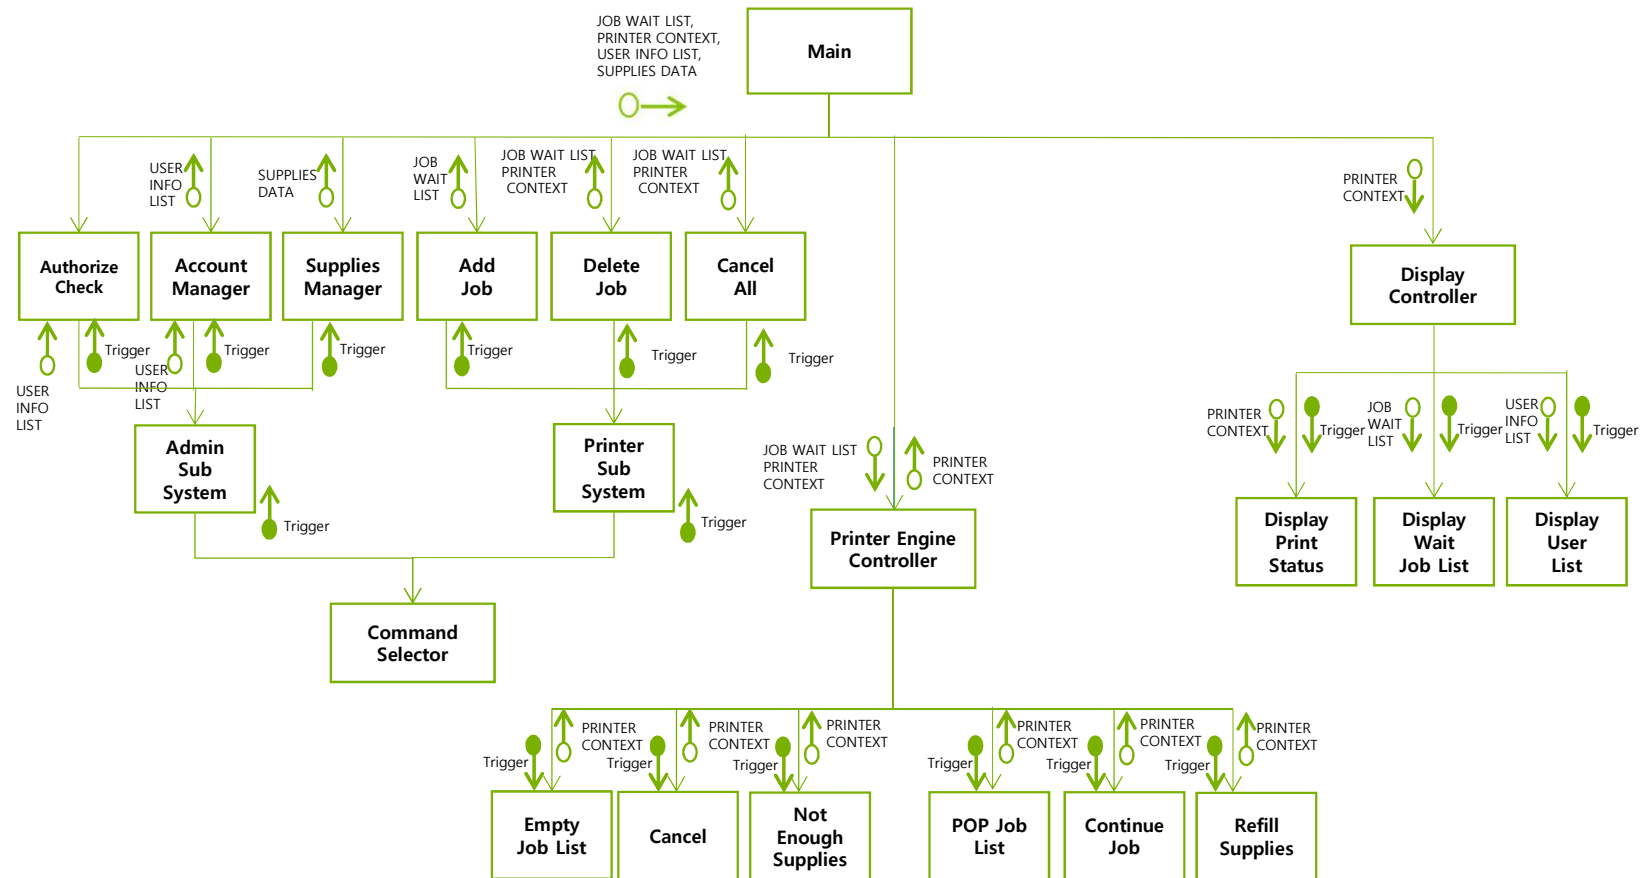 JOB WAIT LIST,
PRINTER CONTEXT,
USER INFO LIST,
SUPPLIES DATA
Main
USER
INFO
LIST
SUPPLIES
DATA
JOB
WAIT
LIST
JOB WAIT LIST
PRINTER
CONTEXT
JOB WAIT LIST
PRINTER
CONTEXT
PRINTER
CONTEXT
Authorize
Check
Account
Manager
Supplies
Manager
Add
Job
Delete
Job
Cancel
All
Display
Controller
USER
INFO
LIST
Trigger
USER
INFO
LIST
Trigger
Trigger
Trigger
Trigger
Trigger
Admin
Sub
System
Trigger
Printer
Sub
System
Trigger
JOB WAIT LIST
PRINTER
CONTEXT
PRINTER
CONTEXT
PRINTER
CONTEXT
Trigger
JOB
WAIT
LIST
Trigger
USER
INFO
LIST
Trigger
Display
Print
Status
Display
Wait
Job List
Display
User
List
Printer Engine
Controller
Command
Selector
Trigger
PRINTER
CONTEXT
Trigger
PRINTER
CONTEXT
Trigger
PRINTER
CONTEXT
Trigger
PRINTER
CONTEXT
Trigger
PRINTER
CONTEXT
Trigger
PRINTER
CONTEXT
Empty
Job List
Cancel
Not
Enough
Supplies
POP Job
List
Continue
Job
Refill
Supplies